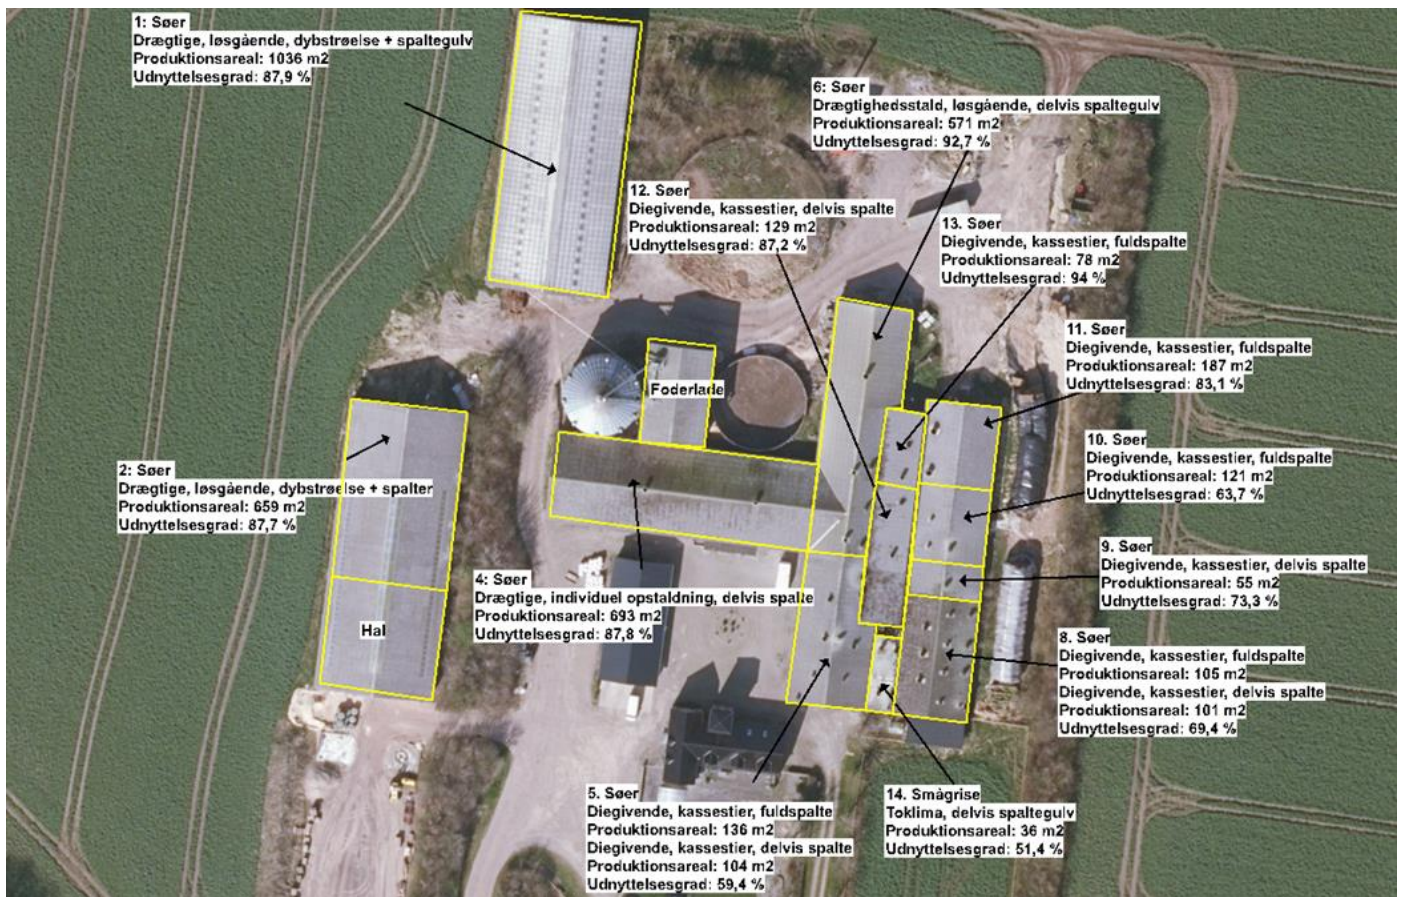 1: Søer
Drægtige, løsgående, dybstrøelse + spaltegulv
Produktionsareal: 1036 m2
Udnyttelsesgrad: 87,9 %
6: Søer
Drægtighedsstald, løsgående, delvis spaltegulv
Produktionsareal: 571 m2
Udnyttelsesgrad: 92,7 %
12. Søer
Diegivende, kassestier, delvis spalte
Produktionsareal: 129 m2
Udnyttelsesgrad: 87,2 %
13. Søer
Diegivende, kassestier, fuldspalte
Produktionsareal: 78 m2
Udnyttelsesgrad: 94 %
11. Søer
Diegivende, kassestier, fuldspalte
Produktionsareal: 187 m2
Udnyttelsesgrad: 83,1 %
Foderlade
10. Søer
Diegivende, kassestier, fuldspalte
Produktionsareal: 121 m2
Udnyttelsesgrad: 63,7 %
2: Søer
Drægtige, løsgående, dybstrøelse + spalter
Produktionsareal: 659 m2
Udnyttelsesgrad: 87,7 %
9. Søer
Diegivende, kassestier, delvis spalte
Produktionsareal: 55 m2
Udnyttelsesgrad: 73,3 %
4: Søer
Drægtige, individuel opstaldning, delvis spalte
Produktionsareal: 693 m2
Udnyttelsesgrad: 87,8 %
Hal
8. Søer
Diegivende, kassestier, fuldspalte
Produktionsareal: 105 m2
Diegivende, kassestier, delvis spalte
Produktionsareal: 101 m2
Udnyttelsesgrad: 69,4 %
5. Søer
Diegivende, kassestier, fuldspalte
Produktionsareal: 136 m2
Diegivende, kassestier, delvis spalte
Produktionsareal: 104 m2
Udnyttelsesgrad: 59,4 %
14. Smågrise
Toklima, delvis spaltegulv
Produktionsareal: 36 m2
Udnyttelsesgrad: 51,4 %